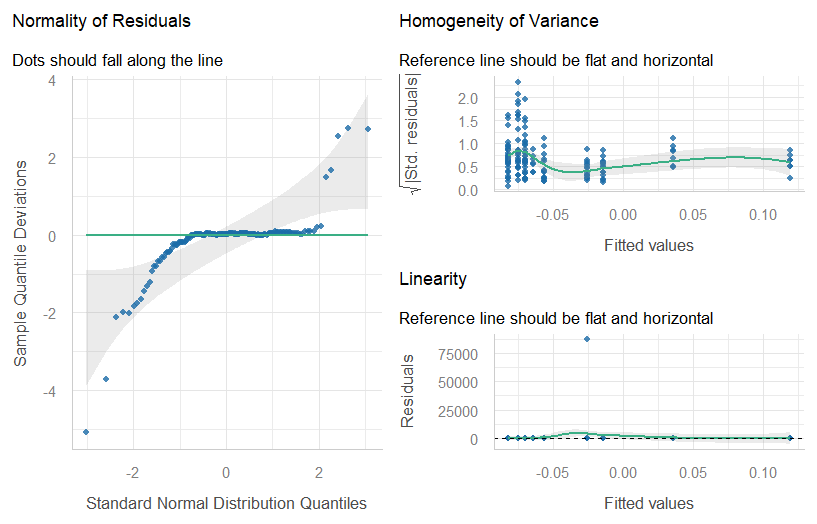 Normality of Residuals
Dots should fall along the line
4
2
0
-2
-4
-2
0
2
Sample Quantile Deviations
Standard Normal Distribution Quantiles
Homogeneity of Variance
Reference line should be flat and horizontal
2.0
1.5
1.0
0.5
0.0
-0.05
0.00
0.05
0.10
√|Std. residuals|
Fitted values
Linearity
Reference line should be flat and horizontal
75000
50000
25000
0
-0.05
0.00
0.05
0.10
Residuals
Fitted values